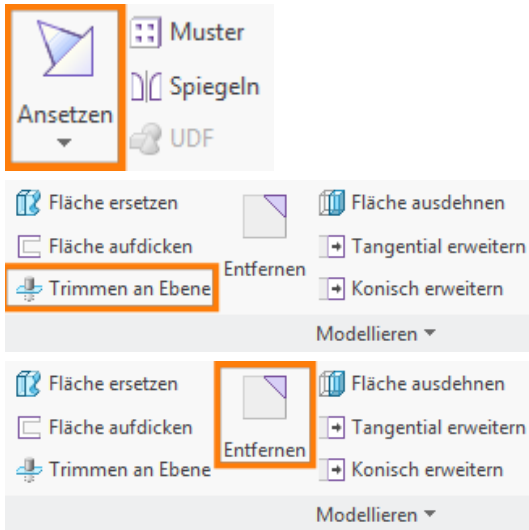 Ansetzen
Muster
Spiegeln
UDF
Fläche ersetzen
Fläche aufdicken
Trimmen an Ebene
Entfernen
Fläche ausdehnen
Tangential erweitern
Konisch erweitern
Modellieren
Fläche ersetzen
Fläche aufdicken
Trimmen an Ebene
Entfernen
Fläche ausdehnen
Tangential erweitern
Konisch erweitern
Modellieren